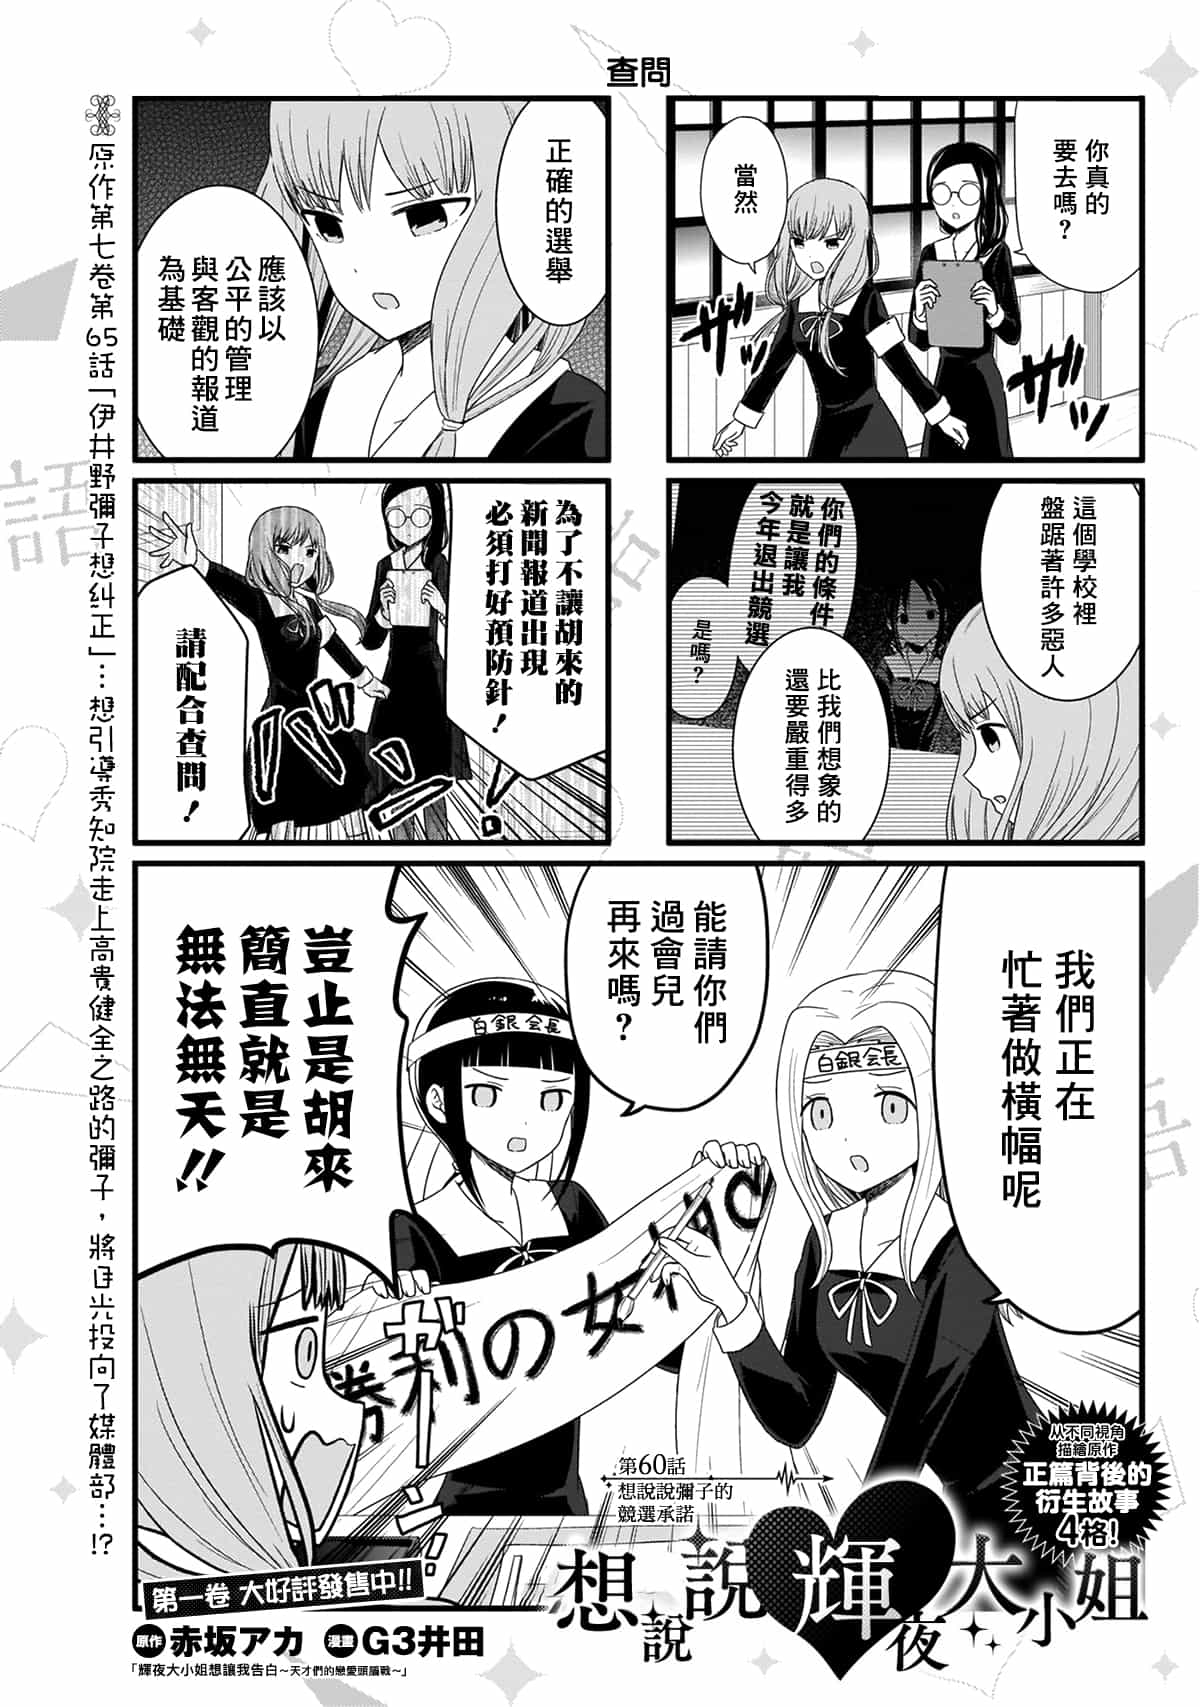 查問
你真的
要去嗎?
當然
ザッ
ザッ
正確的選舉
應該以
公平的管理
與客觀的報道
為基礎
這個學校裡
盤踞著許多惡人
你們的條件
就是讓我
今年退出競選
是嗎?
比我們想象的
還要嚴重得多
為了不讓胡來的
新聞報道出現
必須打好預防針!
請配合查問!
我們正在
忙著做橫幅呢
能請你們
過會兒
再來嗎?
白銀会長
白銀会長
豈止是胡來
簡直就是
無法無天!!
勝利の女神
ガーン
原作第七卷第65話「伊井野彌子想糾正」…想引導秀知院走上高貴健全之路的彌子,將目光投向了媒體部…!?
从不同視角
描繪原作
正篇背後的
衍生故事
4格!
第60話
想說說彌子的
競選承諾
想說說輝夜大小姐
第一卷 大好評發售中!!
原作 赤坂アカ 漫畫 G3井田
「輝夜大小姐想讓我告白~天才們的戀愛頭腦戰~」